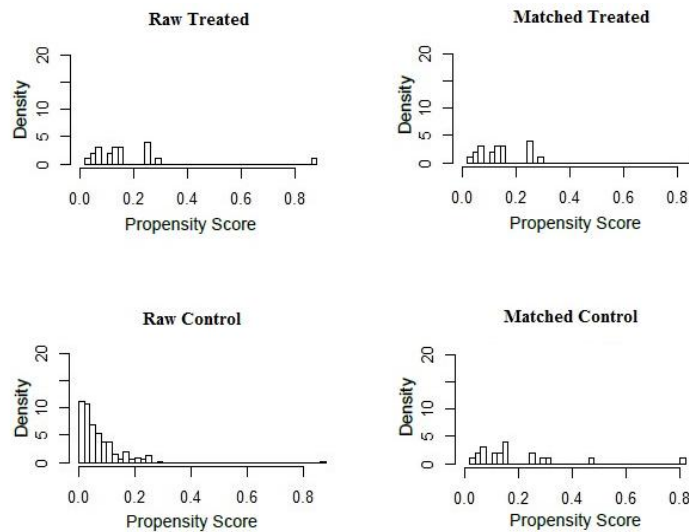 Raw Treated
Density
20
10
5
0
0.0 0.2 0.4 0.6 0.8
Propensity Score
Matched Treated
Density
20
10
5
0
0.0 0.2 0.4 0.6 0.8
Propensity Score
Raw Control
Density
20
10
5
0
0.0 0.2 0.4 0.6 0.8
Propensity Score
Matched Control
Density
20
10
5
0
0.0 0.2 0.4 0.6 0.8
Propensity Score